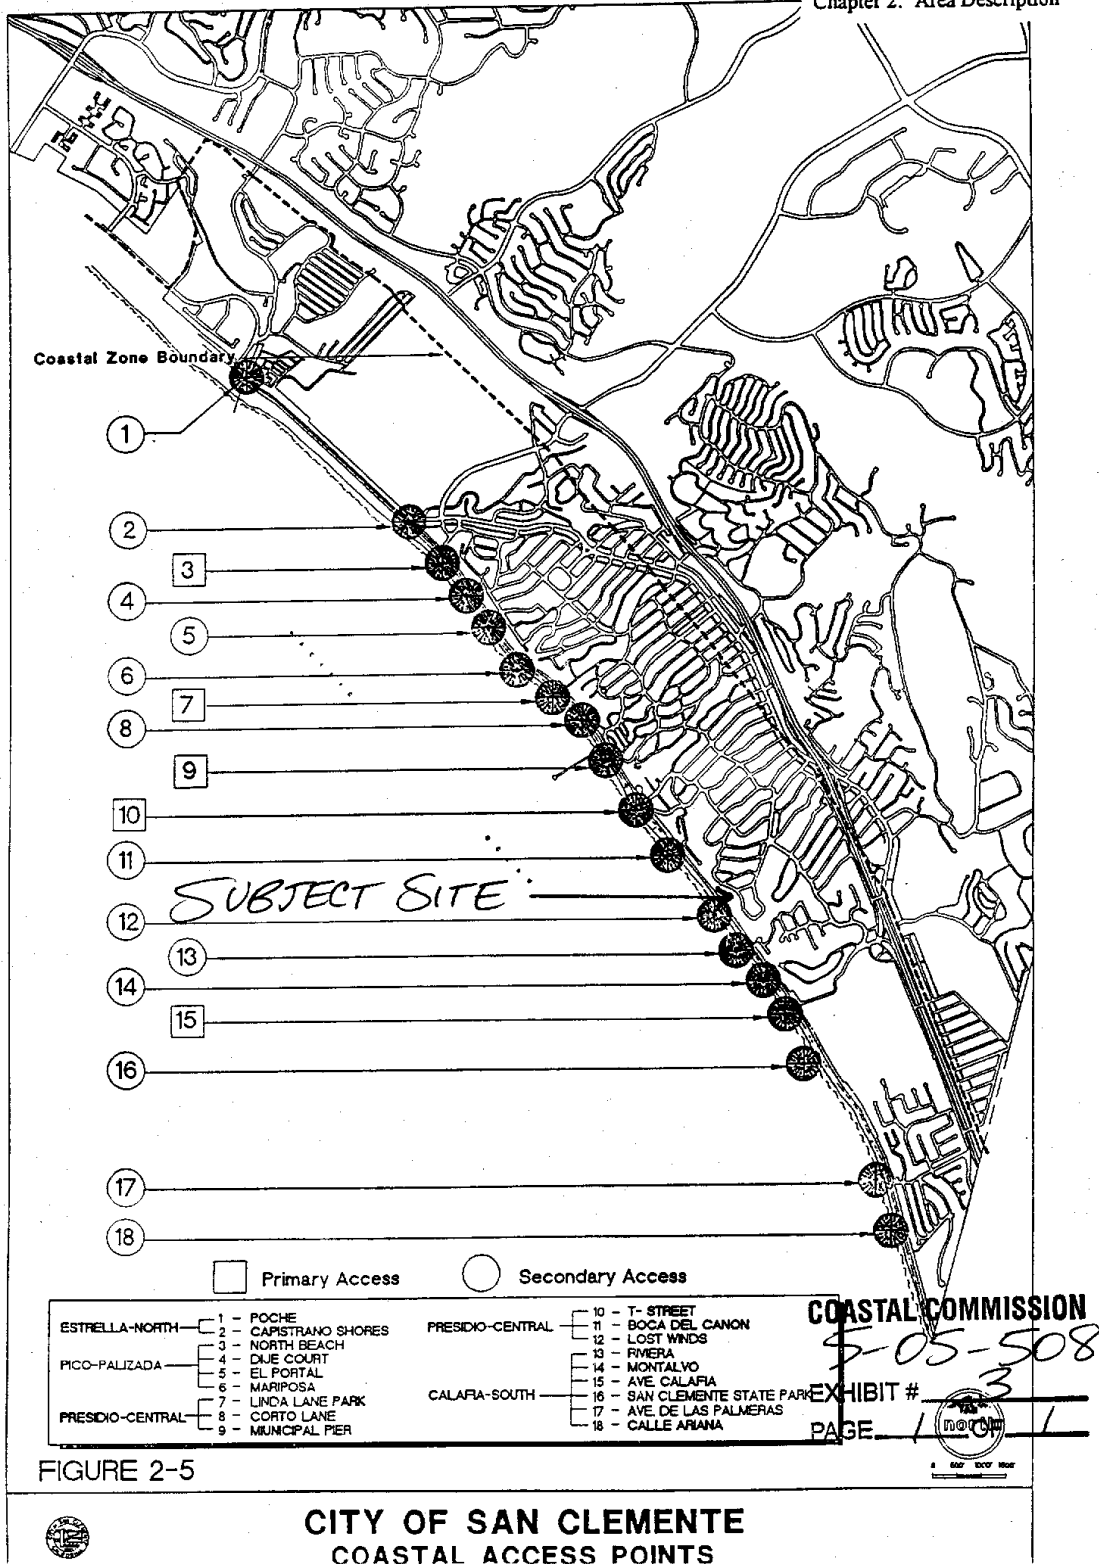 Chapter 2. Area Description
Coastal Zone Boundary
1
2
3
4
5
6
7
8
9
10
11
SUBJECT SITE
12
13
14
15
16
17
18
Primary Access
Secondary Access
ESTRELLA-NORTH
1 - POCHE
2 - CAPISTRANO SHORES
PICO-PALIZADA
3 - NORTH BEACH
4 - DIJE COURT
5 - EL PORTAL
6 - MARIPOSA
PRESIDIO-CENTRAL
7 - LINDA LANE PARK
8 - CORTO LANE
9 - MUNICIPAL PIER
PRESIDIO-CENTRAL
10 - T- STREET
11 - BOCA DEL CANON
12 - LOST WINDS
CALAFIA-SOUTH
13 - RIVIERA
14 - MONTALVO
15 - AVE. CALAFIA
16 - SAN CLEMENTE STATE PARK
17 - AVE. DE LAS PALMERAS
18 - CALLE ARIANA
COASTAL COMMISSION
5-05-508
EXHIBIT # 3
PAGE 1 OF 1
north
FIGURE 2-5
CITY OF SAN CLEMENTE
COASTAL ACCESS POINTS